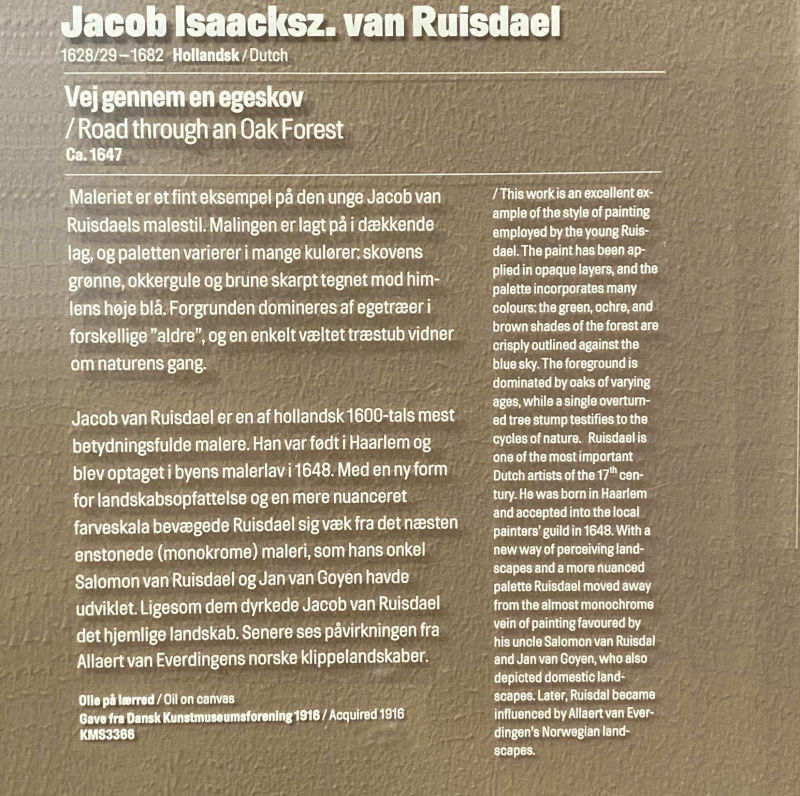 Jacob Isaacksz. van Ruisdael
1628/29 – 1682 Hollandsk / Dutch
Vej gennem en egeskov
/ Road through an Oak Forest
Ca. 1647
Maleriet er et fint eksempel på den unge Jacob van
Ruisdaels malestil. Malingen er lagt på i dækkende
lag, og paletten varierer i mange kulører: skovens
grønne, okkergule og brune skarpt tegnet mod him-
lens høje blå. Forgrunden domineres af egetræer i
forskellige ”aldre”, og en enkelt væltet træstub vidner
om naturens gang.
Jacob van Ruisdael er en af hollandsk 1600-tals mest
betydningsfulde malere. Han var født i Haarlem og
blev optaget i byens malerlav i 1648. Med en ny form
for landskabsopfattelse og en mere nuanceret
farveskala bevægede Ruisdael sig væk fra det næsten
enstonede (monokrome) maleri, som hans onkel
Salomon van Ruisdael og Jan van Goyen havde
udviklet. Ligesom dem dyrkede Jacob van Ruisdael
det hjemlige landskab. Senere ses påvirkningen fra
Allaert van Everdingens norske klippelandskaber.
Olie på lærred / Oil on canvas
Gave fra Dansk Kunstmuseumsforening 1916 / Acquired 1916
KMS3366
/ This work is an excellent ex-
ample of the style of painting
employed by the young Ruis-
dael. The paint has been ap-
plied in opaque layers, and the
palette incorporates many
colours: the green, ochre, and
brown shades of the forest are
crisply outlined against the
blue sky. The foreground is
dominated by oaks of varying
ages, while a single overturn-
ed tree stump testifies to the
cycles of nature. Ruisdael is
one of the most important
Dutch artists of the 17th cen-
tury. He was born in Haarlem
and accepted into the local
painters' guild in 1648. With a
new way of perceiving land-
scapes and a more nuanced
palette Ruisdael moved away
from the almost monochrome
vein of painting favoured by
his uncle Salomon van Ruisdal
and Jan van Goyen, who also
depicted domestic land-
scapes. Later, Ruisdal became
influenced by Allaert van Ever-
dingen's Norwegian land-
scapes.